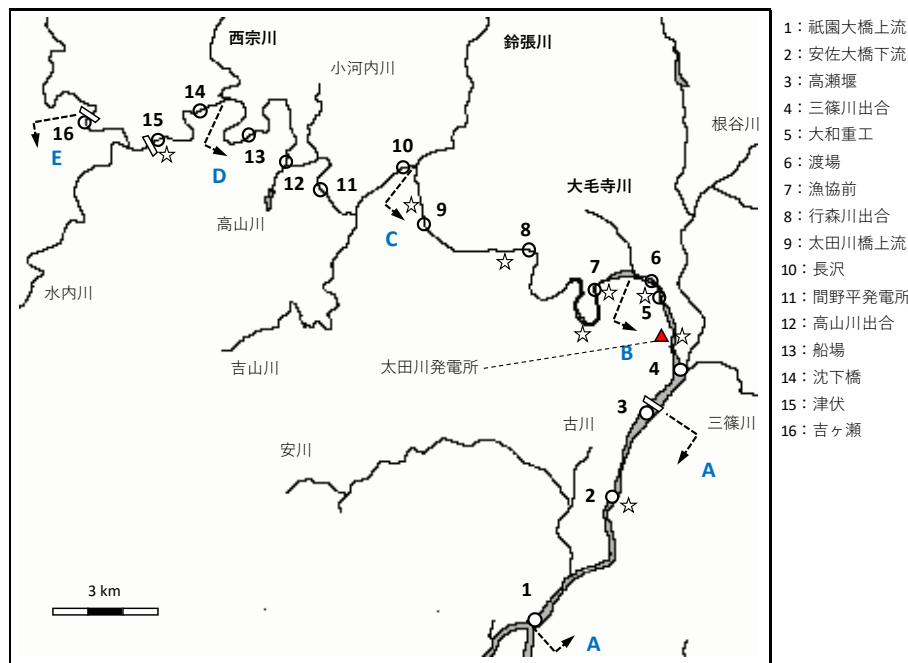 西宗川
鈴張川
小河内川
根谷川
大毛寺川
高山川
水内川
吉山川
太田川発電所
古川
三篠川
安川
14
15
16
13
12
11
10
9
8
7
6
5
4
3
2
1
E
D
C
B
A
A
3 km
1：祇園大橋上流
2：安佐大橋下流
3：高瀬堰
4：三篠川出合
5：大和重工
6：渡場
7：漁協前
8：行森川出合
9：太田川橋上流
10：長沢
11：間野平発電所
12：高山川出合
13：船場
14：沈下橋
15：津伏
16：吉ヶ瀬